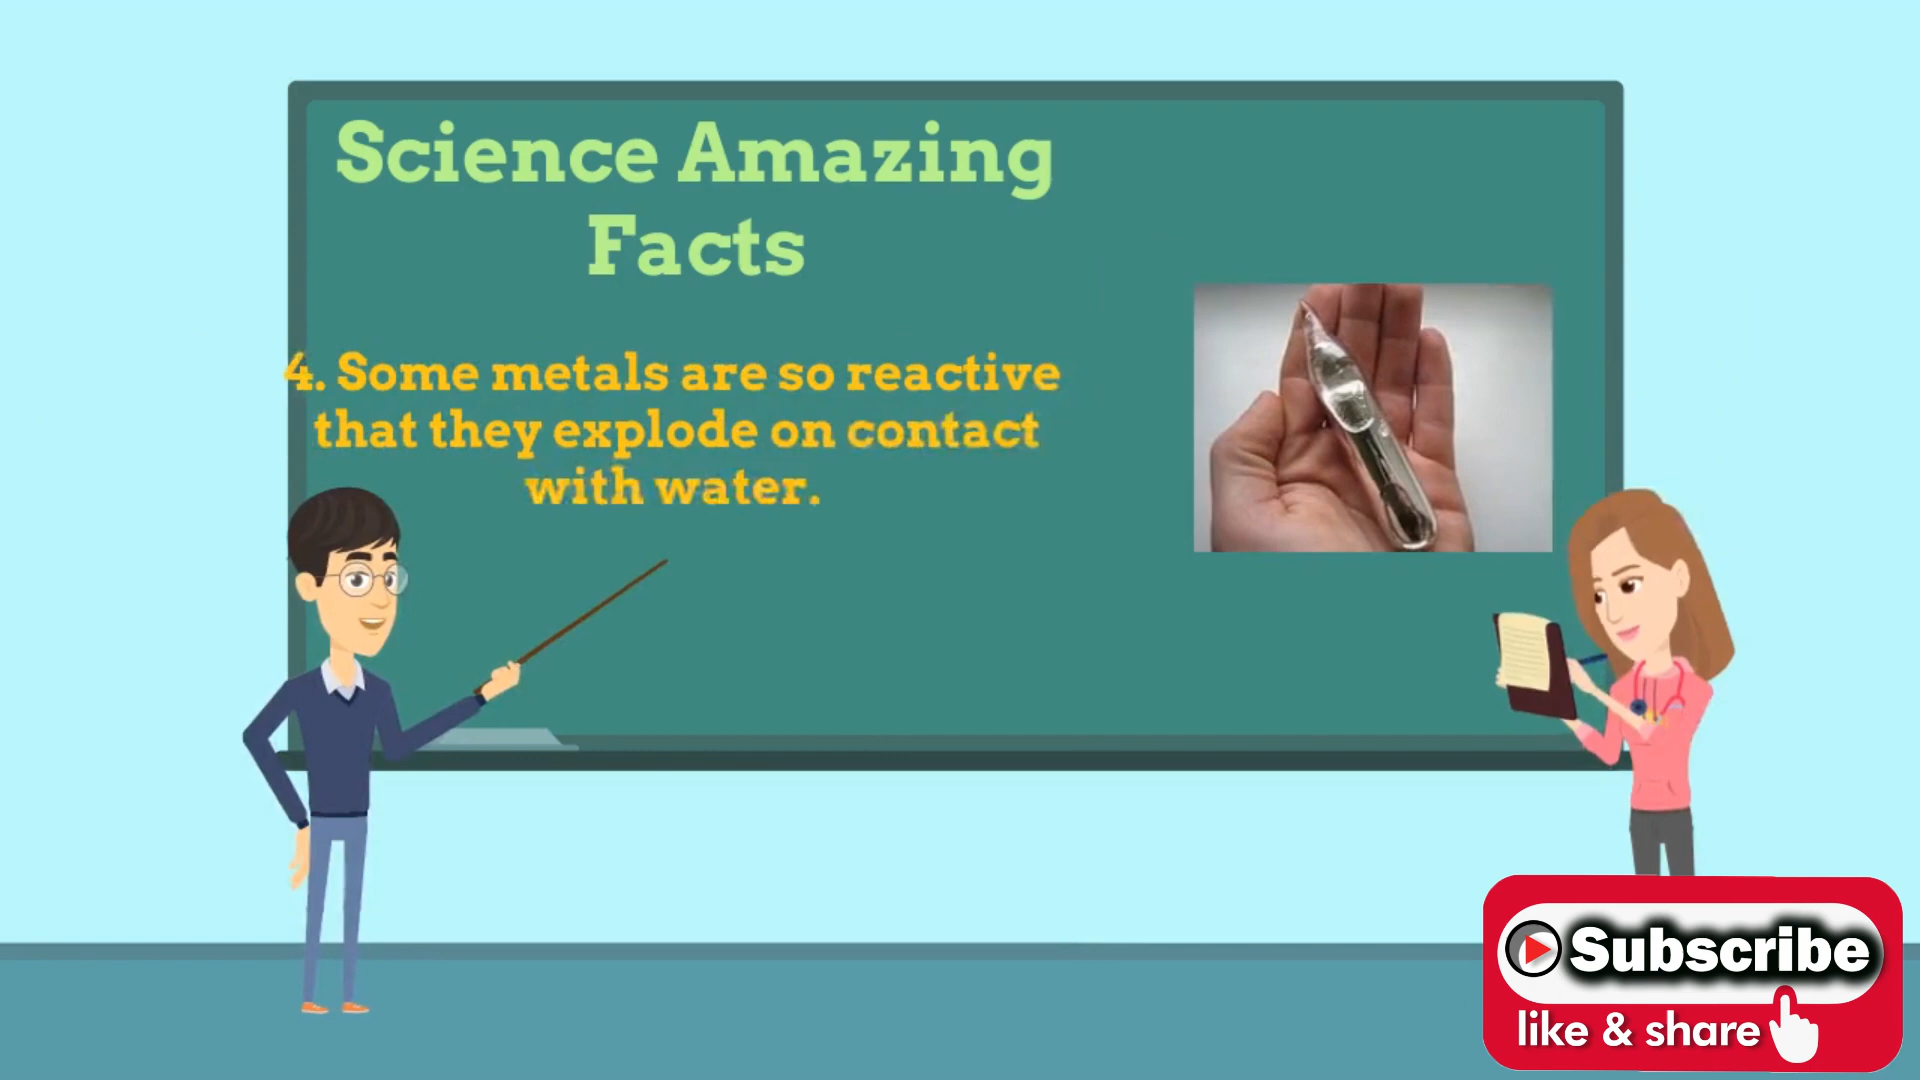 Science Amazing
Facts
4. Some metals are so reactive
that they explode on contact
with water.
Subscribe
like & share